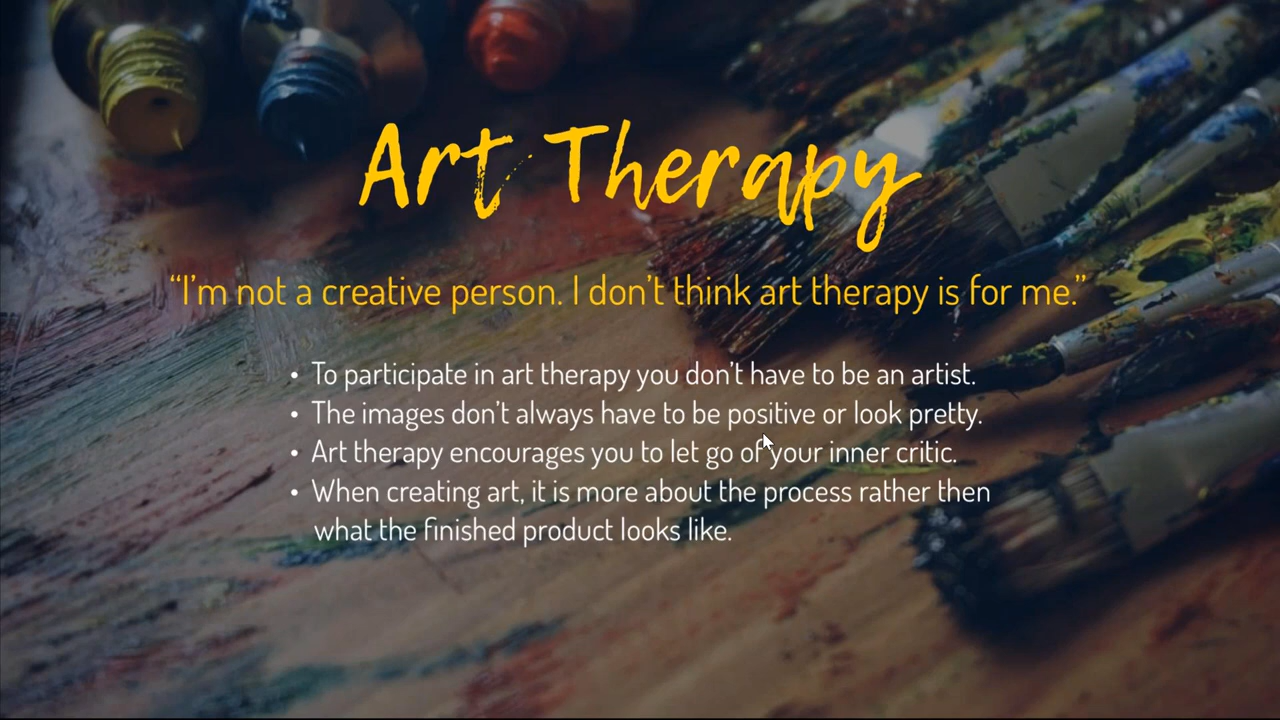 Art Therapy
“I’m not a creative person. I don’t think art therapy is for me.”
• To participate in art therapy you don’t have to be an artist.
• The images don’t always have to be positive or look pretty.
• Art therapy encourages you to let go of your inner critic.
• When creating art, it is more about the process rather then
what the finished product looks like.